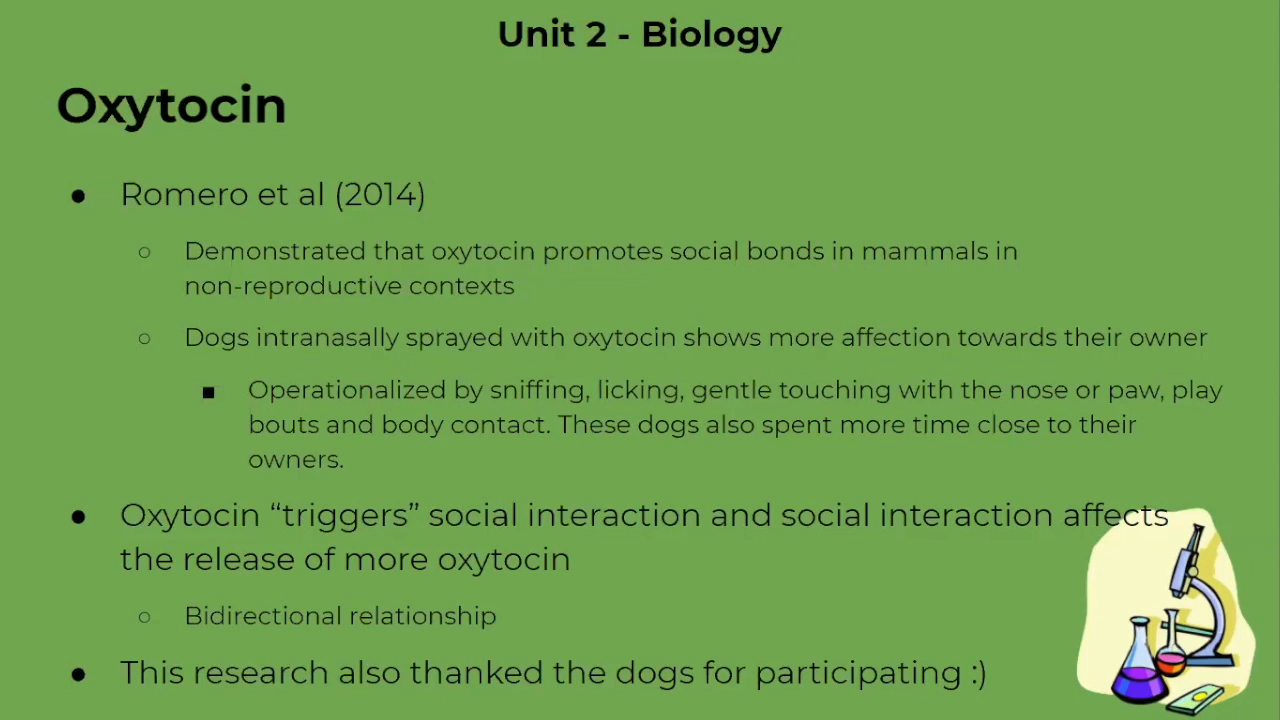 Unit 2 - Biology
Oxytocin
● Romero et al (2014)
○ Demonstrated that oxytocin promotes social bonds in mammals in
non-reproductive contexts
○ Dogs intranasally sprayed with oxytocin shows more affection towards their owner
■ Operationalized by sniffing, licking, gentle touching with the nose or paw, play
bouts and body contact. These dogs also spent more time close to their
owners.
● Oxytocin “triggers” social interaction and social interaction affects
the release of more oxytocin
○ Bidirectional relationship
● This research also thanked the dogs for participating :)